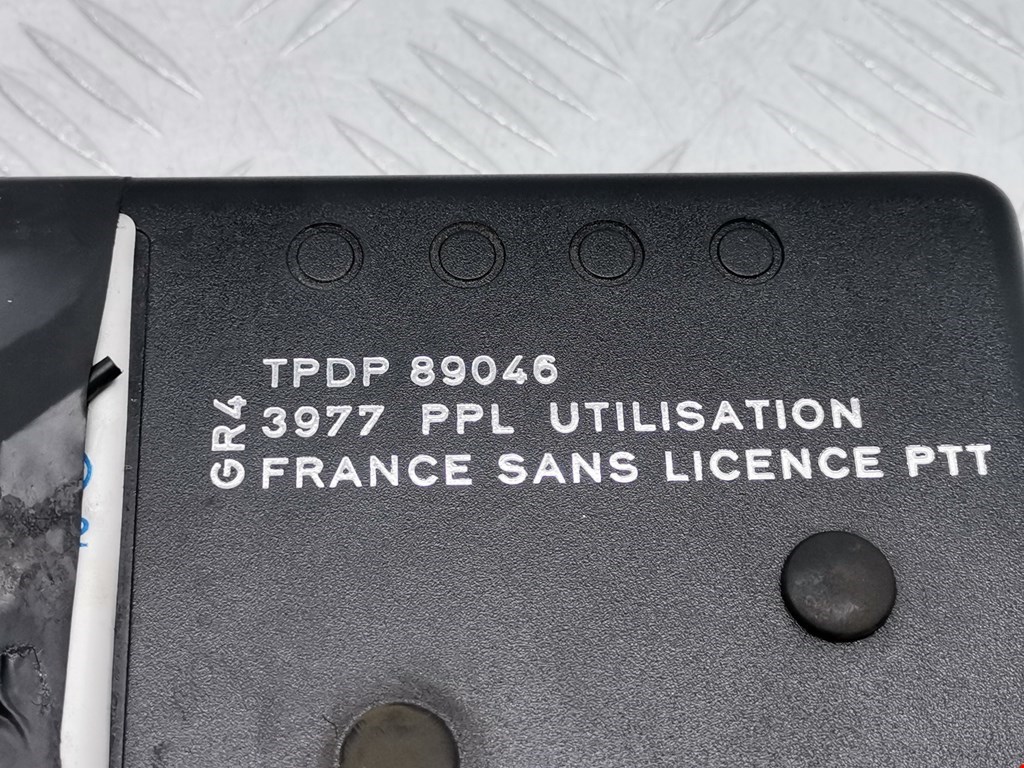 TPDP 89046
GR4
3977 PPL UTILISATION
FRANCE SANS LICENCE PTT